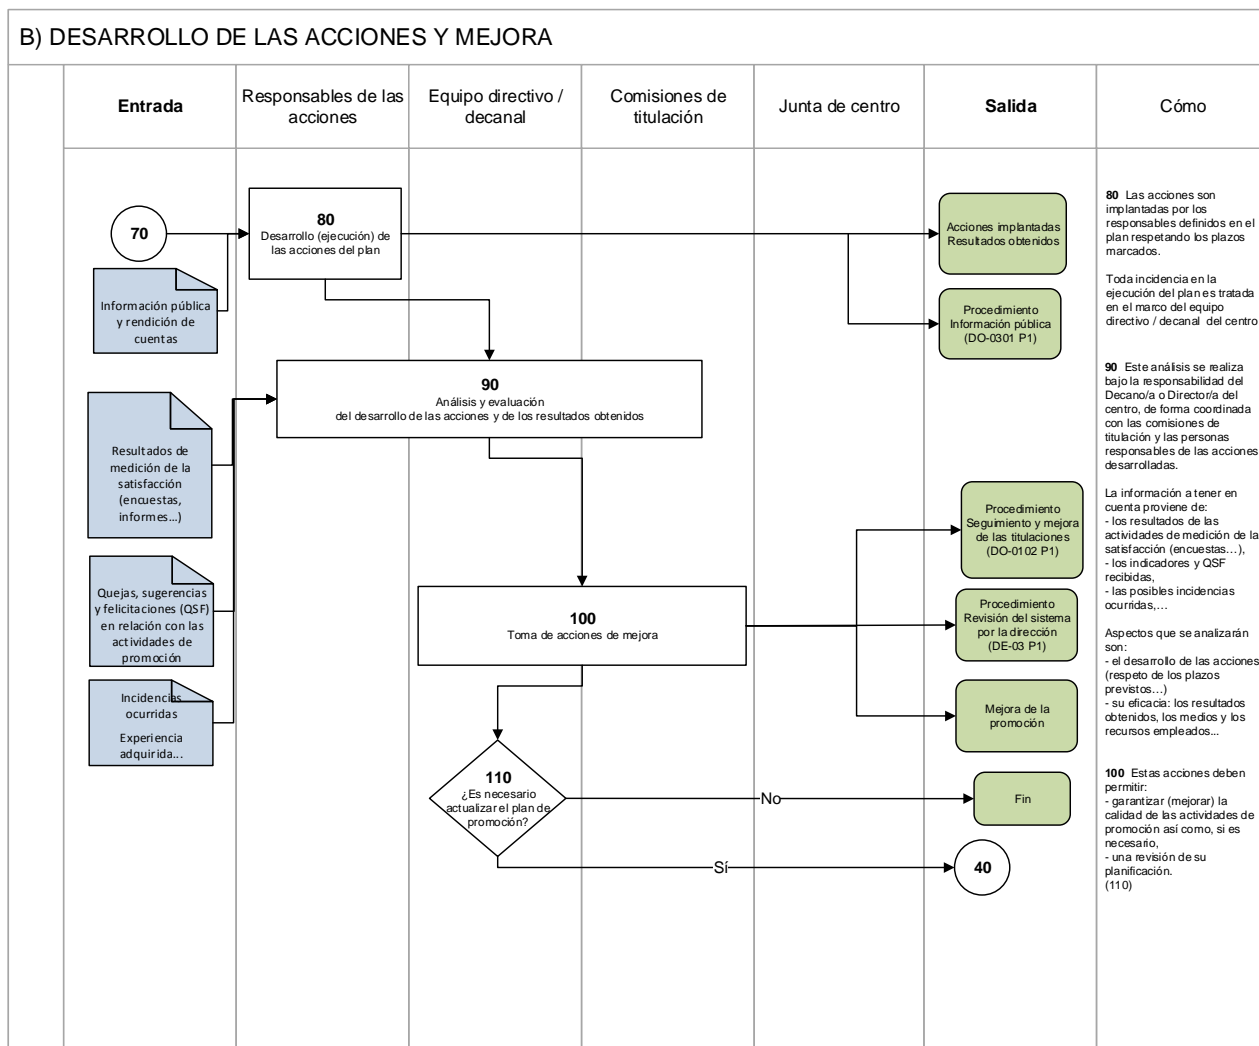 B) DESARROLLO DE LAS ACCIONES Y MEJORA
Entrada
Responsables de las
acciones
Equipo directivo /
decanal
Comisiones de
titulación
Junta de centro
Salida
Cómo
70
Información pública
y rendición de
cuentas
80
Desarrollo (ejecución) de
las acciones del plan
Acciones implantadas
Resultados obtenidos
Procedimiento
Información pública
(DO-0301 P1)
90
Análisis y evaluación
del desarrollo de las acciones y de los resultados obtenidos
Resultados de
medición de la
satisfacción
(encuestas,
informes...)
Quejas, sugerencias
y felicitaciones (QSF)
en relación con las
actividades de
promoción
Incidencias
ocurridas
Experiencia
adquirida...
100
Toma de acciones de mejora
Procedimiento
Seguimiento y mejora
de las titulaciones
(DO-0102 P1)
Procedimiento
Revisión del sistema
por la dirección
(DE-03 P1)
Mejora de la
promoción
110
¿Es necesario
actualizar el plan de
promoción?
No
Fin
Sí
40
80 Las acciones son
implantadas por los
responsables definidos en el
plan respetando los plazos
marcados.
Toda incidencia en la
ejecución del plan es tratada
en el marco del equipo
directivo / decanal del centro
90 Este análisis se realiza
bajo la responsabilidad del
Decano/a o Director/a del
centro, de forma coordinada
con las comisiones de
titulación y las personas
responsables de las acciones
desarrolladas.
La información a tener en
cuenta proviene de:
- los resultados de las
actividades de medición de la
satisfacción (encuestas...),
- los indicadores y QSF
recibidas,
- las posibles incidencias
ocurridas,...
Aspectos que se analizarán
son:
- el desarrollo de las acciones
(respeto de los plazos
previstos...)
- su eficacia: los resultados
obtenidos, los medios y los
recursos empleados...
100 Estas acciones deben
permitir:
- garantizar (mejorar) la
calidad de las actividades de
promoción así como, si es
necesario,
- una revisión de su
planificación.
(110)